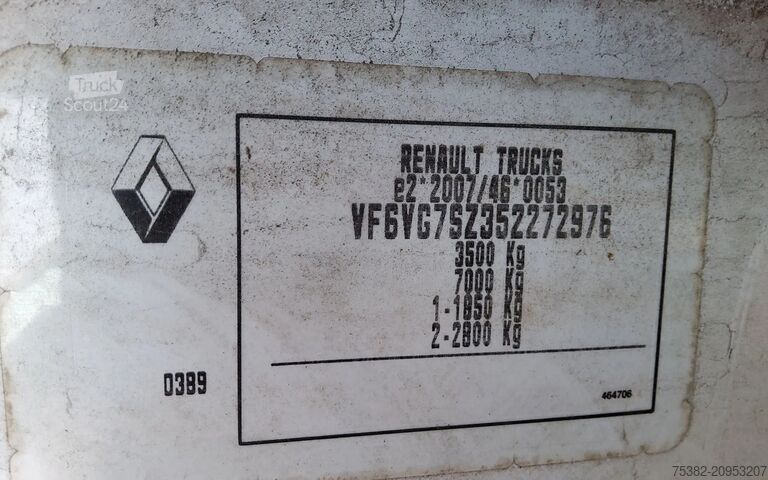 Truck
Scout24
RENAULT TRUCKS
e2*2007/46*0053
VF6VG7SZ352272976
3500 Kg
7000 Kg
1-1850 Kg
2-2800 Kg
0389
464706
75382-20953207